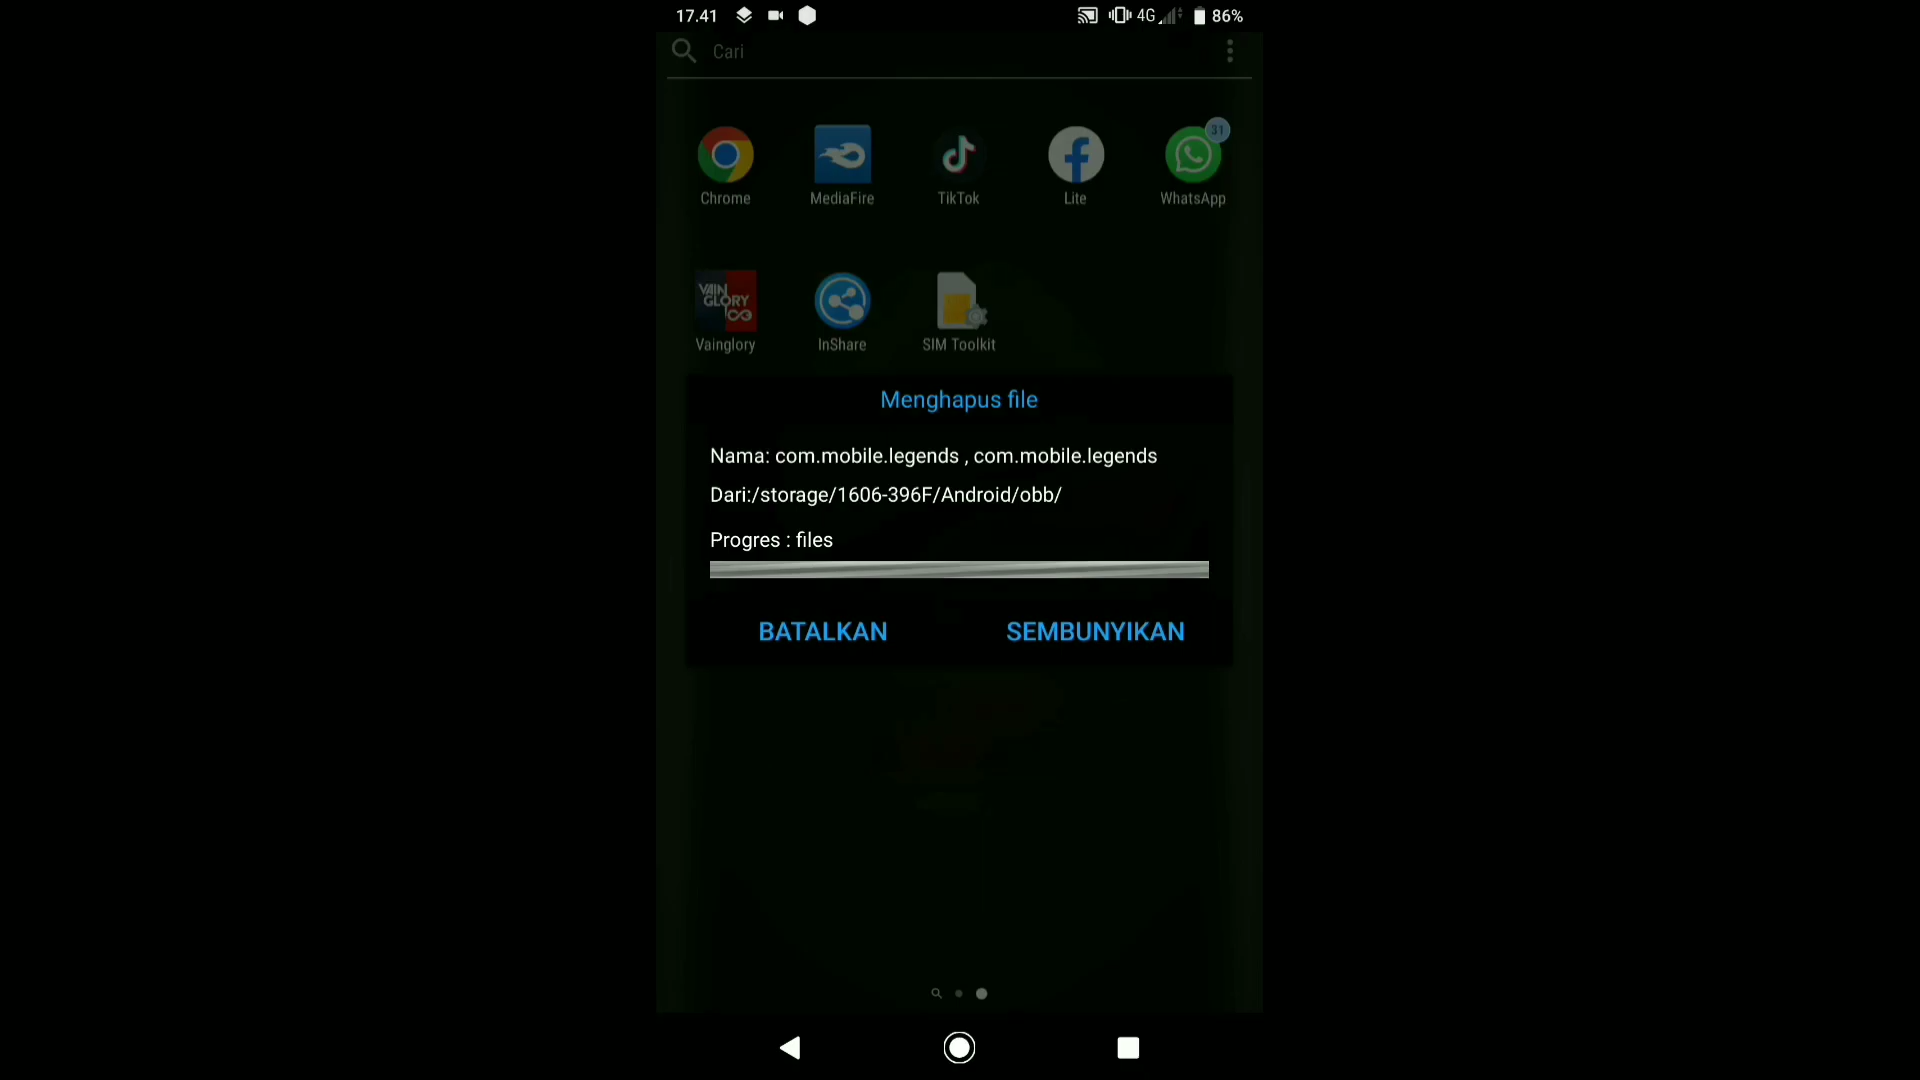 17.41 4G 86%
Cari
31
Chrome MediaFire TikTok Lite WhatsApp
VAIN
GLORY
Vainglory InShare SIM Toolkit
Menghapus file
Nama: com.mobile.legends , com.mobile.legends
Dari:/storage/1606-396F/Android/obb/
Progres : files
BATALKAN SEMBUNYIKAN